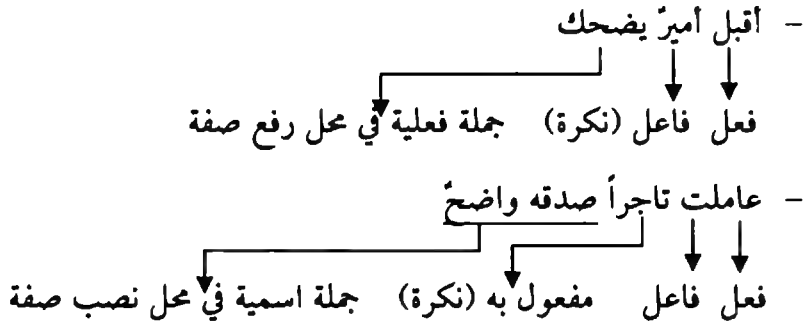 - أقبل أميرٌ يضحك
فعل فاعل (نكرة) جملة فعلية في محل رفع صفة
- عاملت تاجراً صدقه واضحٌ
فعل فاعل مفعول به (نكرة) جملة اسمية في محل نصب صفة